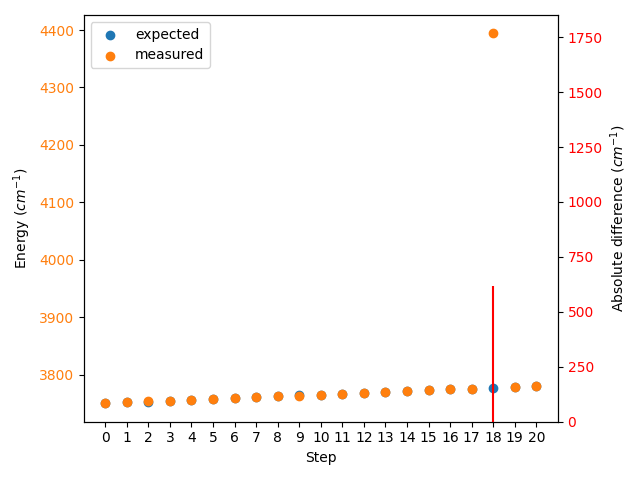 4400
4300
4200
4100
4000
3900
3800
Energy (cm⁻¹)
expected
measured
1750
1500
1250
1000
750
500
250
0
Absolute difference (cm⁻¹)
0 1 2 3 4 5 6 7 8 9 10 11 12 13 14 15 16 17 18 19 20
Step